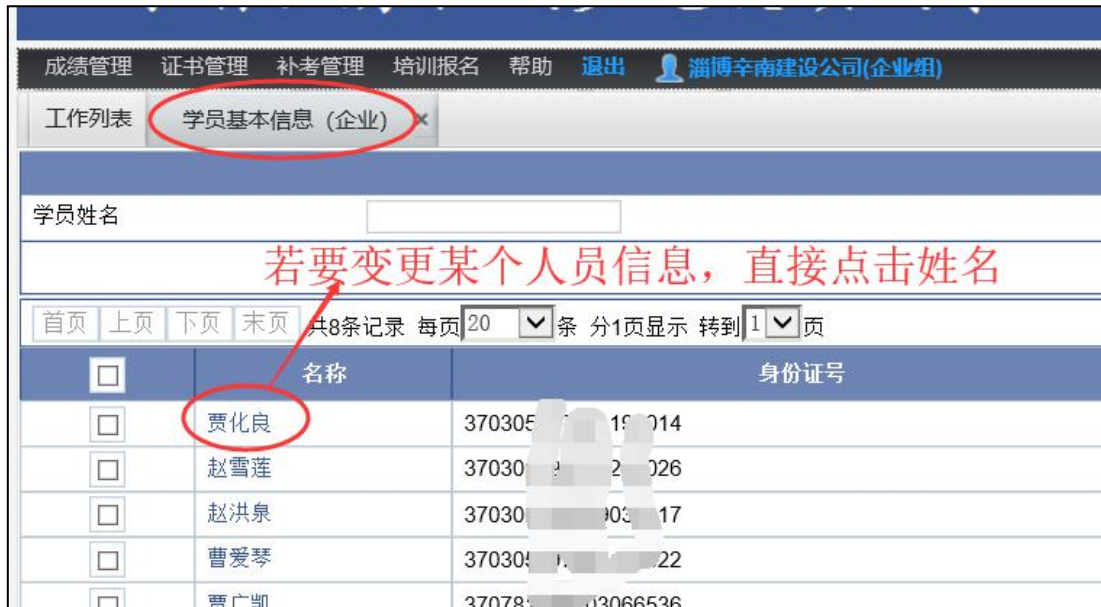 成绩管理 证书管理 补考管理 培训报名 帮助 退出 淄博辛南建设公司(企业组)
工作列表 学员基本信息（企业） ×
学员姓名
若要变更某个人员信息，直接点击姓名
首页 上页 下页 末页 共8条记录 每页 20 条 分1页显示 转到 1 页
名称 身份证号
贾化良
赵雪莲
赵洪泉
曹爱琴
贾广凯